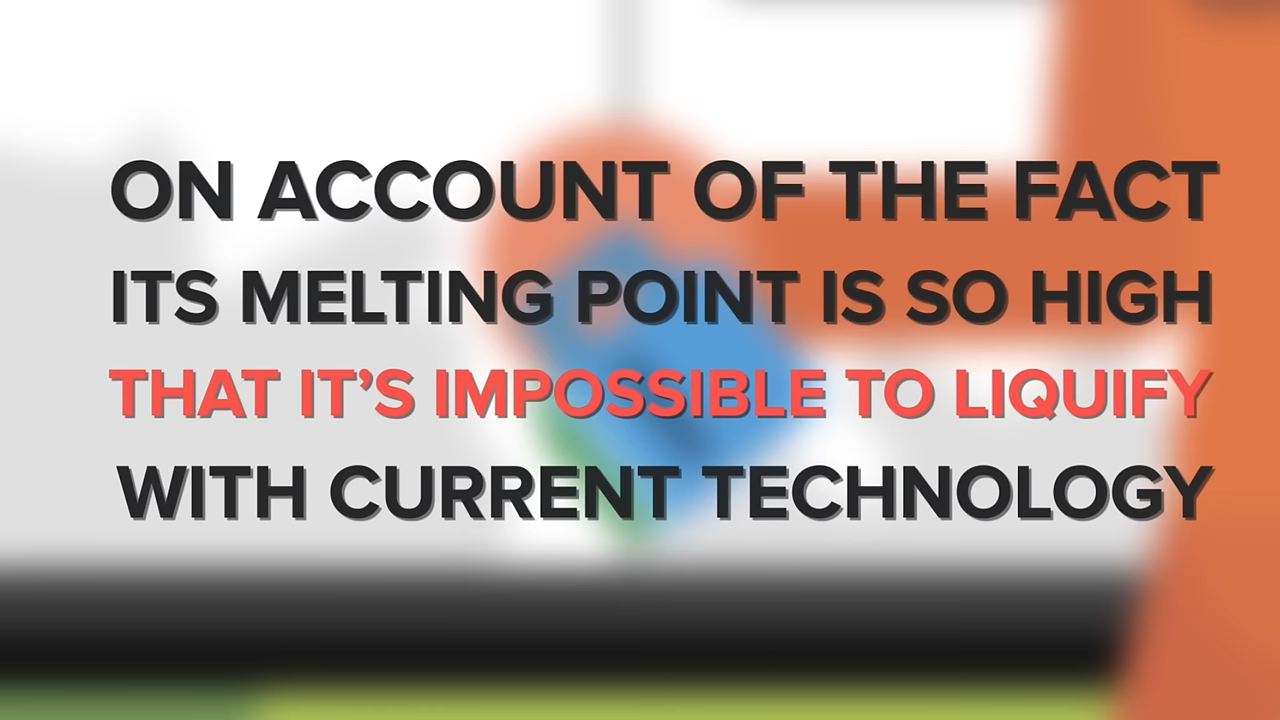 ON ACCOUNT OF THE FACT
ITS MELTING POINT IS SO HIGH
THAT IT’S IMPOSSIBLE TO LIQUIFY
WITH CURRENT TECHNOLOGY